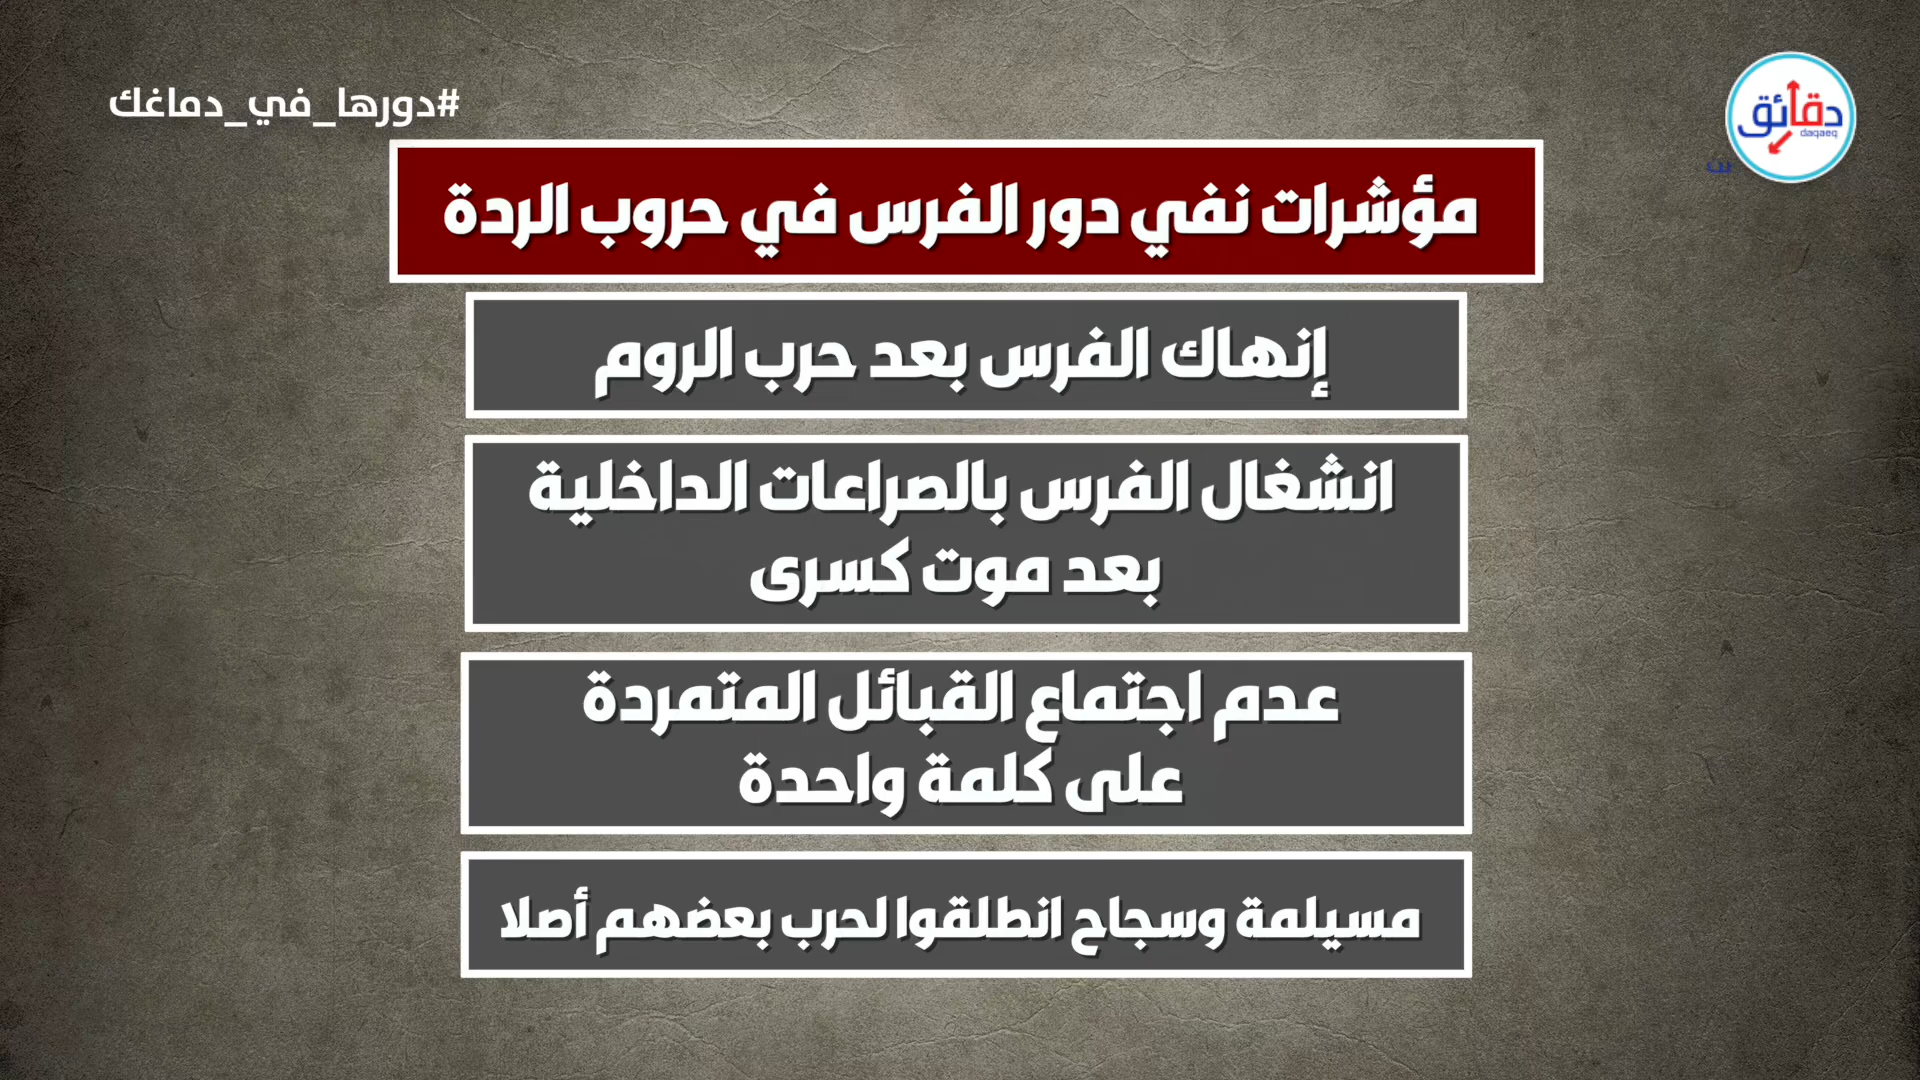 #دورها_في_دماغك
دقائق
daqaeq
مؤشرات نفي دور الفرس في حروب الردة
إنهاك الفرس بعد حرب الروم
انشغال الفرس بالصراعات الداخلية
بعد موت كسرى
عدم اجتماع القبائل المتمردة
على كلمة واحدة
مسيلمة وسجاح انطلقوا لحرب بعضهم أصلا